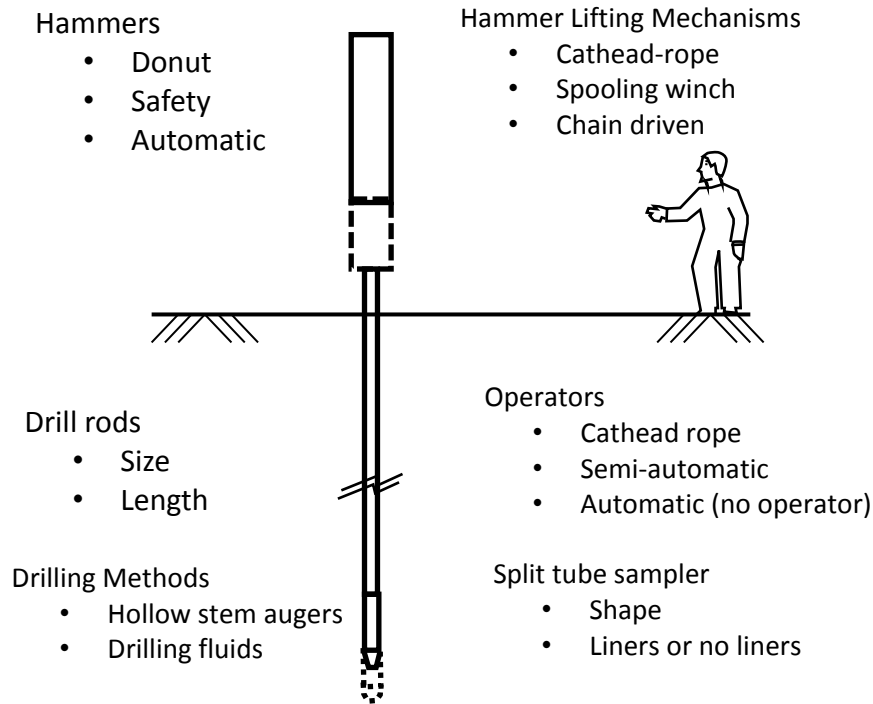 Hammers
• Donut
• Safety
• Automatic
Hammer Lifting Mechanisms
• Cathead-rope
• Spooling winch
• Chain driven
Drill rods
• Size
• Length
Operators
• Cathead rope
• Semi-automatic
• Automatic (no operator)
Drilling Methods
• Hollow stem augers
• Drilling fluids
Split tube sampler
• Shape
• Liners or no liners